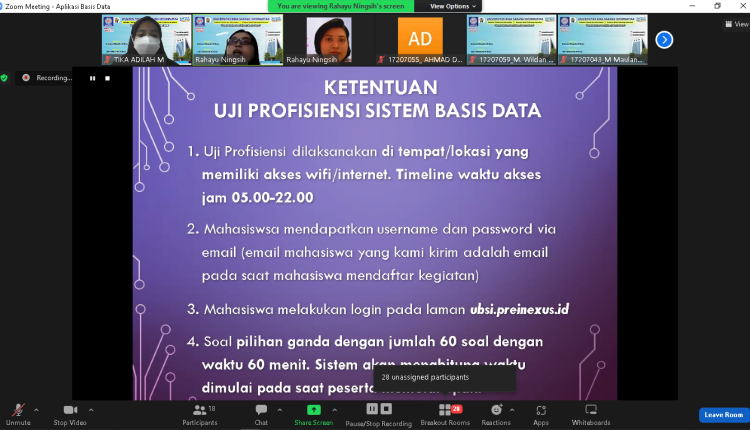 Zoom Meeting - Aplikasi Basis Data
You are viewing Rahayu Ningsih's screen
View Options
View
TIKA ADILAH M
Rahayu Ningsih
Rahayu Ningsih
AD
17207055_ AHMAD D...
17207059_M. Wildan ...
17207043_M Maulan...
Recording...
KETENTUAN
UJI PROFISIENSI SISTEM BASIS DATA
1. Uji Profisiensi dilaksanakan di tempat/lokasi yang
memiliki akses wifi/internet. Timeline waktu akses
jam 05.00-22.00
2. Mahasiswsa mendapatkan username dan password via
email (email mahasiswa yang kami kirim adalah email
pada saat mahasiswa mendaftar kegiatan)
3. Mahasiswa melakukan login pada laman ubsi.preinexus.id
4. Soal pilihan ganda dengan jumlah 60 soal dengan
waktu 60 menit. Sistem akan menghitung waktu
dimulai pada saat peserta
28 unassigned participants
Unmute
Stop Video
18
Participants
Chat
Share Screen
Pause/Stop Recording
28
Breakout Rooms
Reactions
Apps
Whiteboards
Leave Room